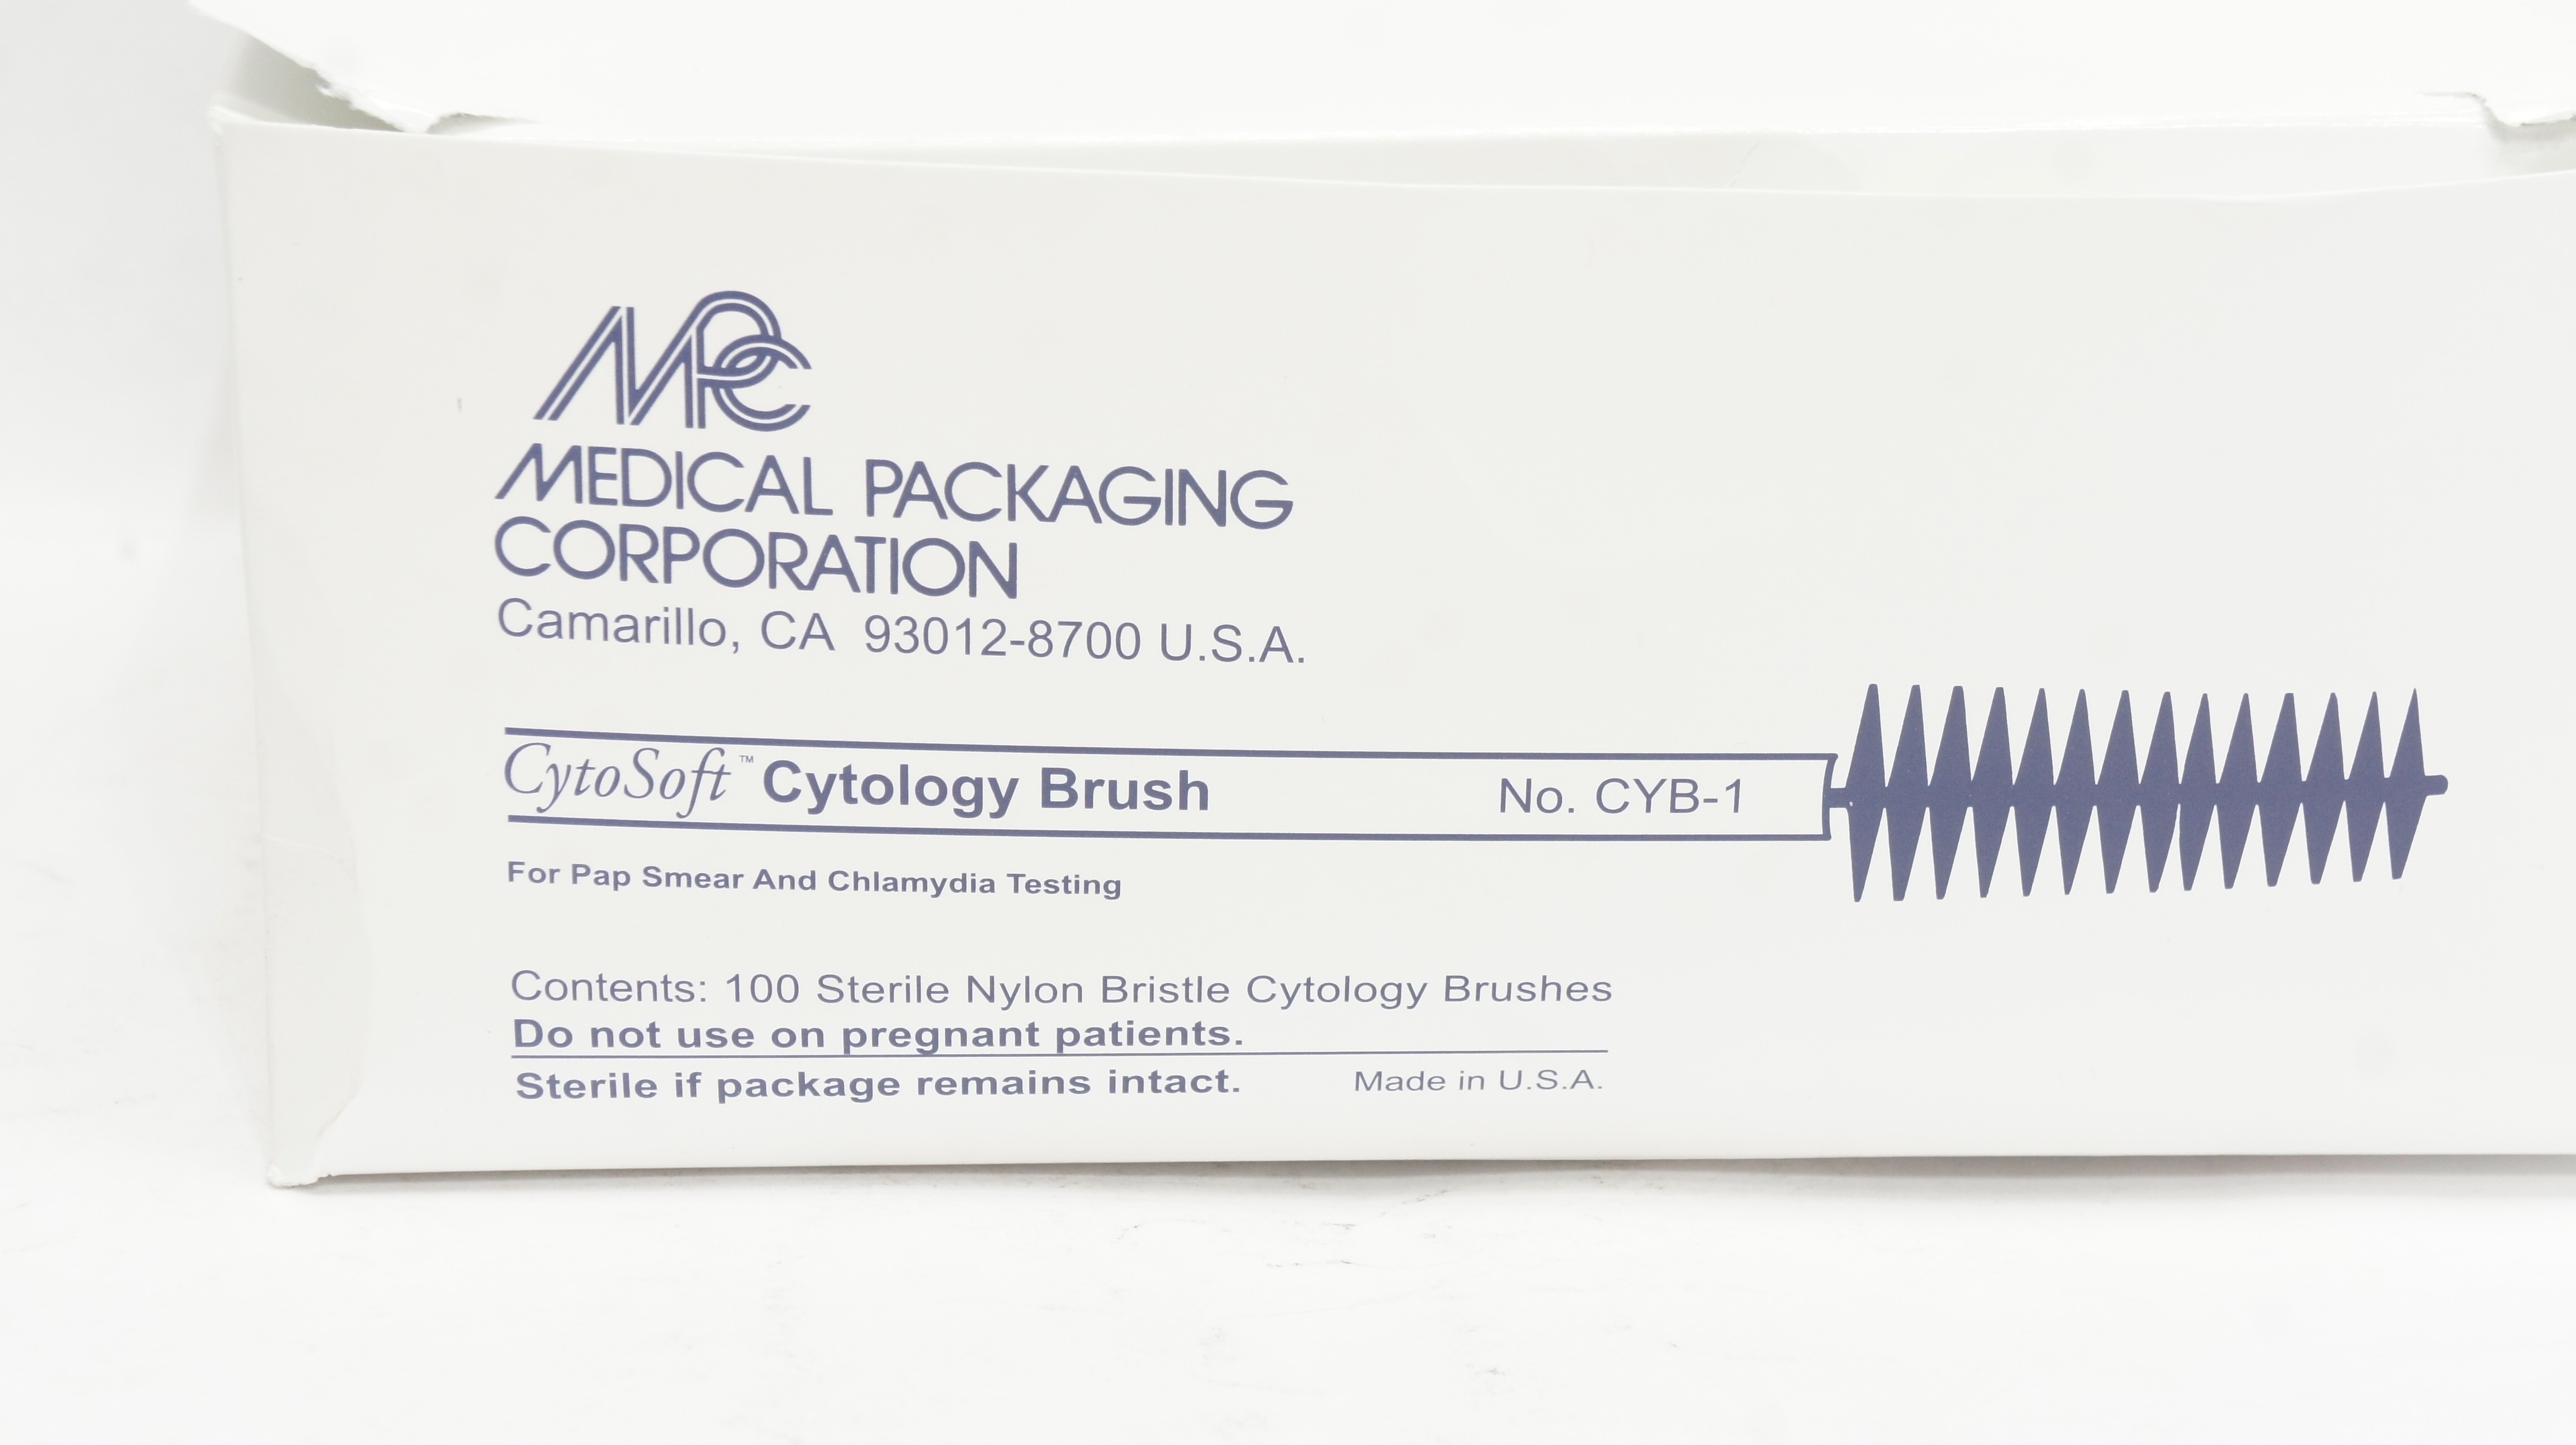 MPC
MEDICAL PACKAGING
CORPORATION
Camarillo, CA 93012-8700 U.S.A.
CytoSoft™ Cytology Brush No. CYB-1
For Pap Smear And Chlamydia Testing
Contents: 100 Sterile Nylon Bristle Cytology Brushes
Do not use on pregnant patients.
Sterile if package remains intact. Made in U.S.A.